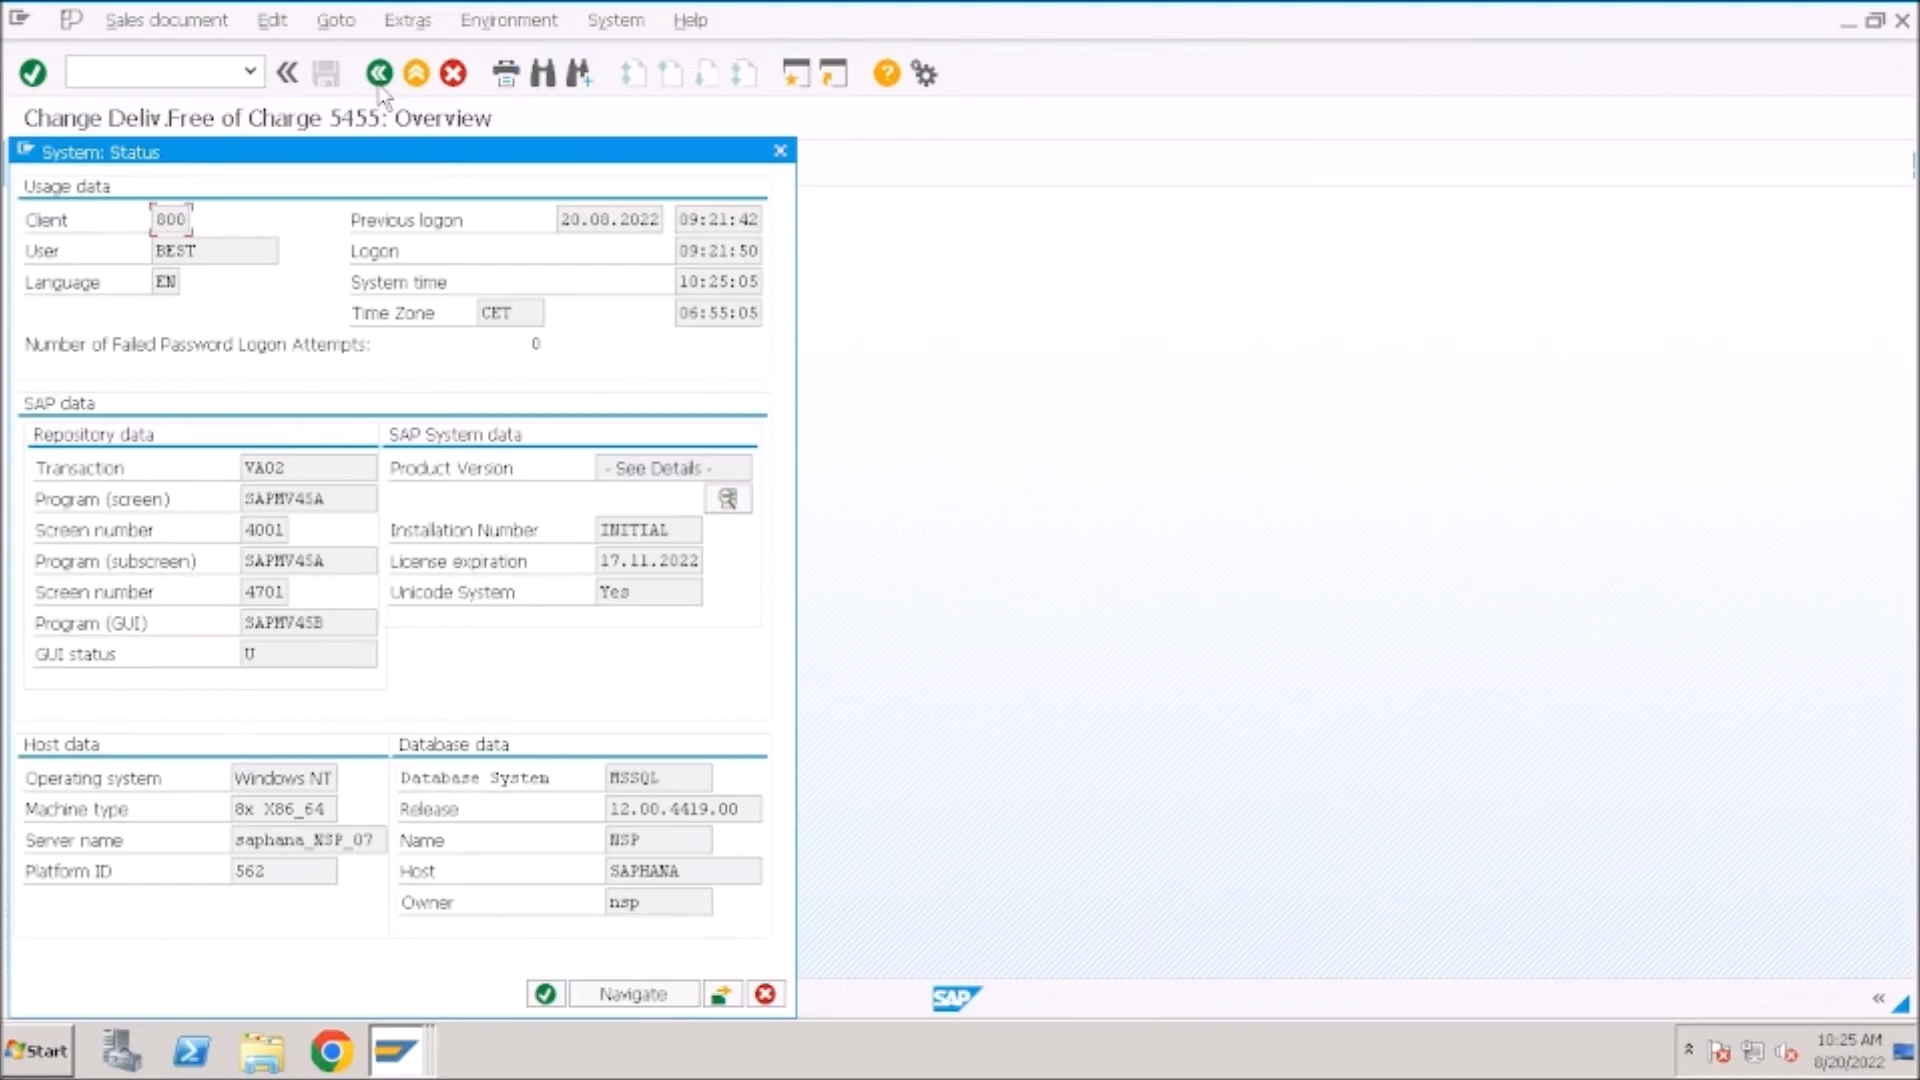 Sales document Edit Goto Extras Environment System Help
Change Deliv.Free of Charge 5455: Overview
System: Status
Usage data
Client 800 Previous logon 20.08.2022 09:21:42
User BEST Logon 09:21:50
Language EN System time 10:25:05
Time Zone CET 06:55:05
Number of Failed Password Logon Attempts: 0
SAP data
Repository data SAP System data
Transaction VA02 Product Version - See Details -
Program (screen) SAPMV45A
Screen number 4001 Installation Number INITIAL
Program (subscreen) SAPMV45A License expiration 17.11.2022
Screen number 4701 Unicode System Yes
Program (GUI) SAPMV45B
GUI status U
Host data Database data
Operating system Windows NT Database System MSSQL
Machine type 8x X86_64 Release 12.00.4419.00
Server name saphana_NSP_07 Name NSP
Platform ID 562 Host SAPHANA
Owner nsp
Navigate
SAP
Start
10:25 AM
8/20/2022